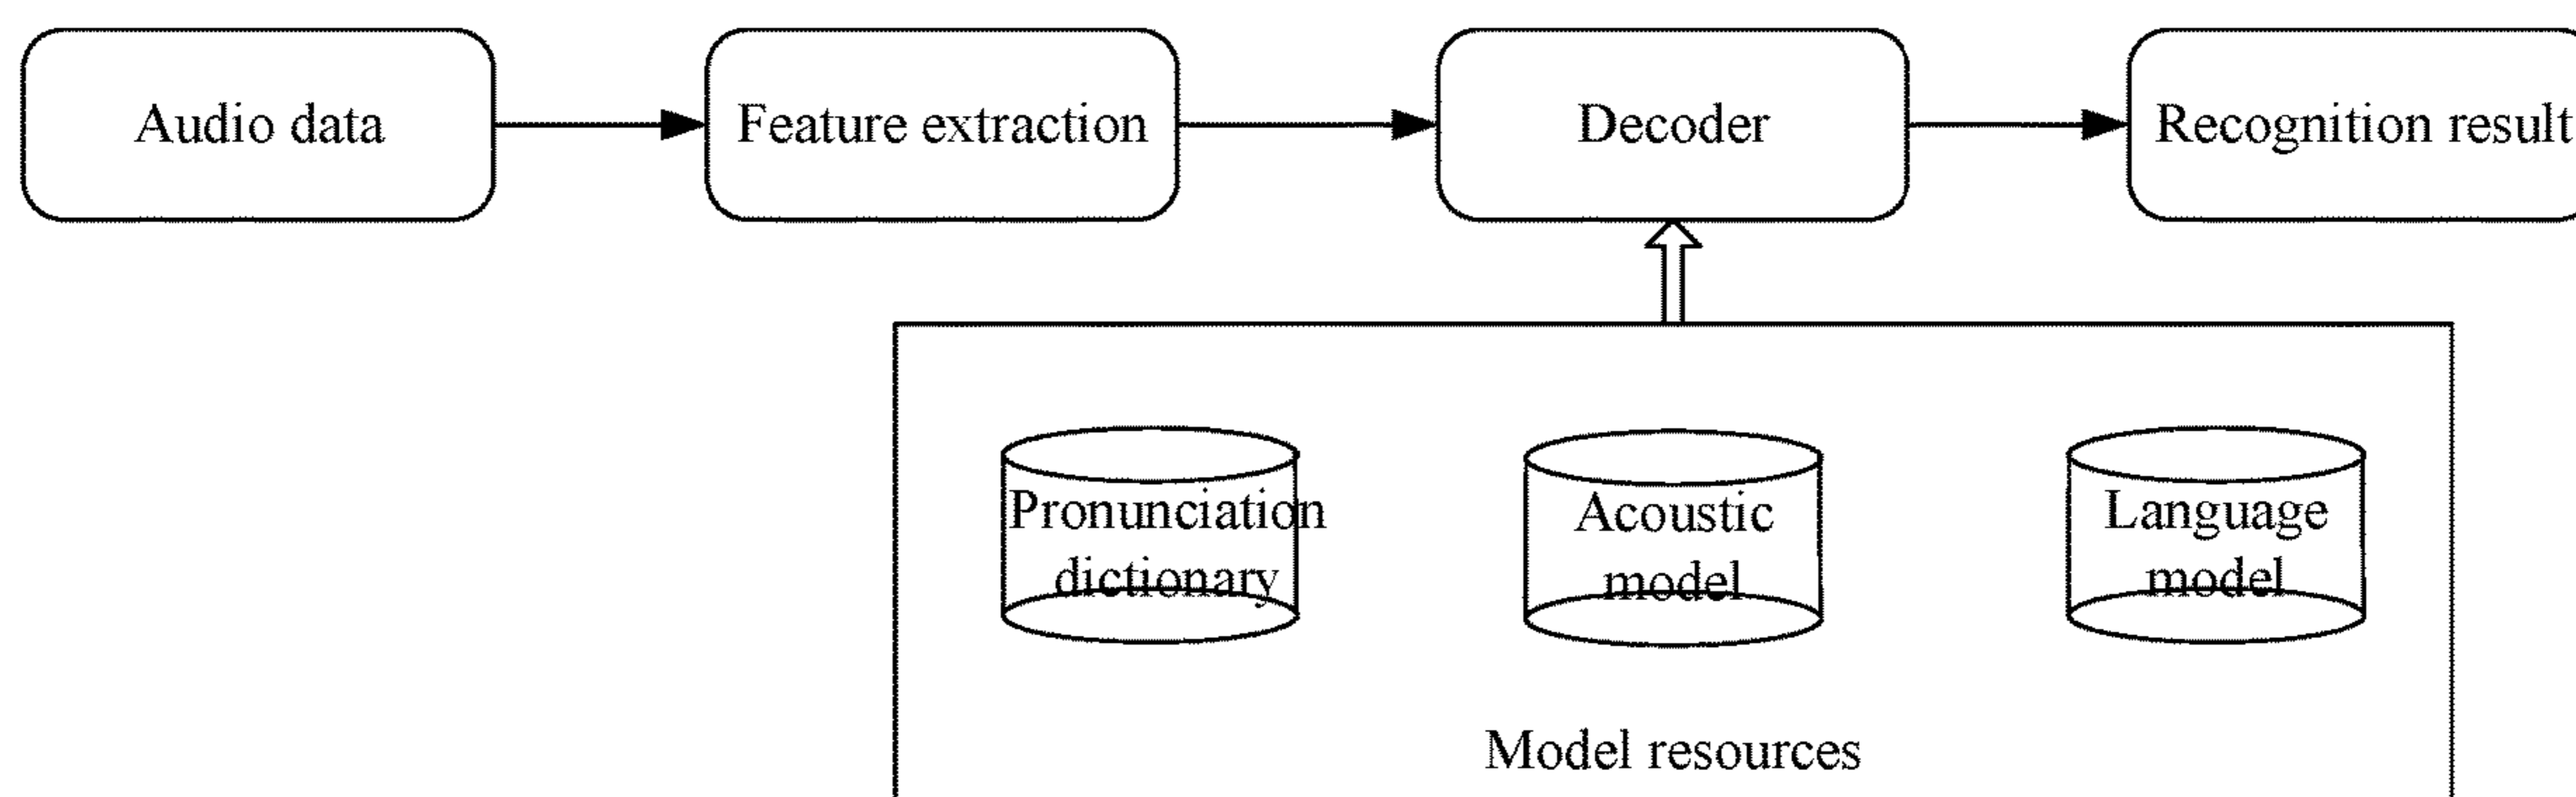 Audio data
Feature extraction
Decoder
Recognition result
Pronunciation
dictionary
Acoustic
model
Language
model
Model resources